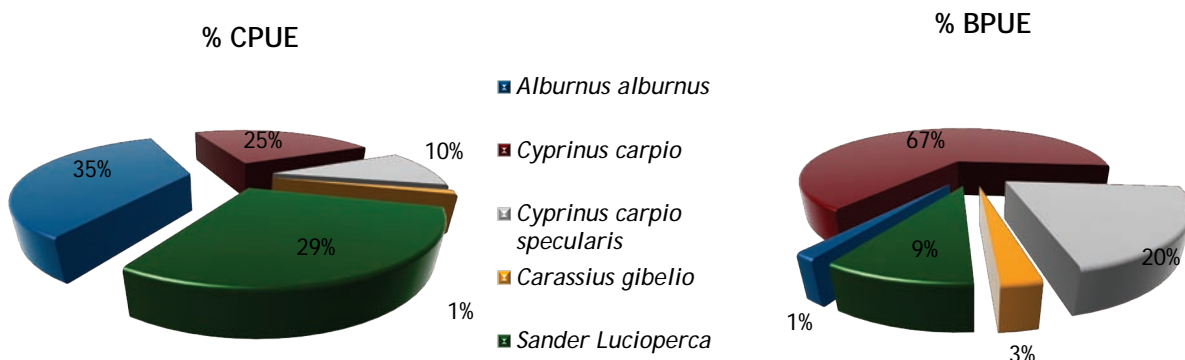 % CPUE
35%
25%
10%
29%
1%
Alburnus alburnus
Cyprinus carpio
Cyprinus carpio
specularis
Carassius gibelio
Sander Lucioperca
% BPUE
67%
20%
9%
1%
3%